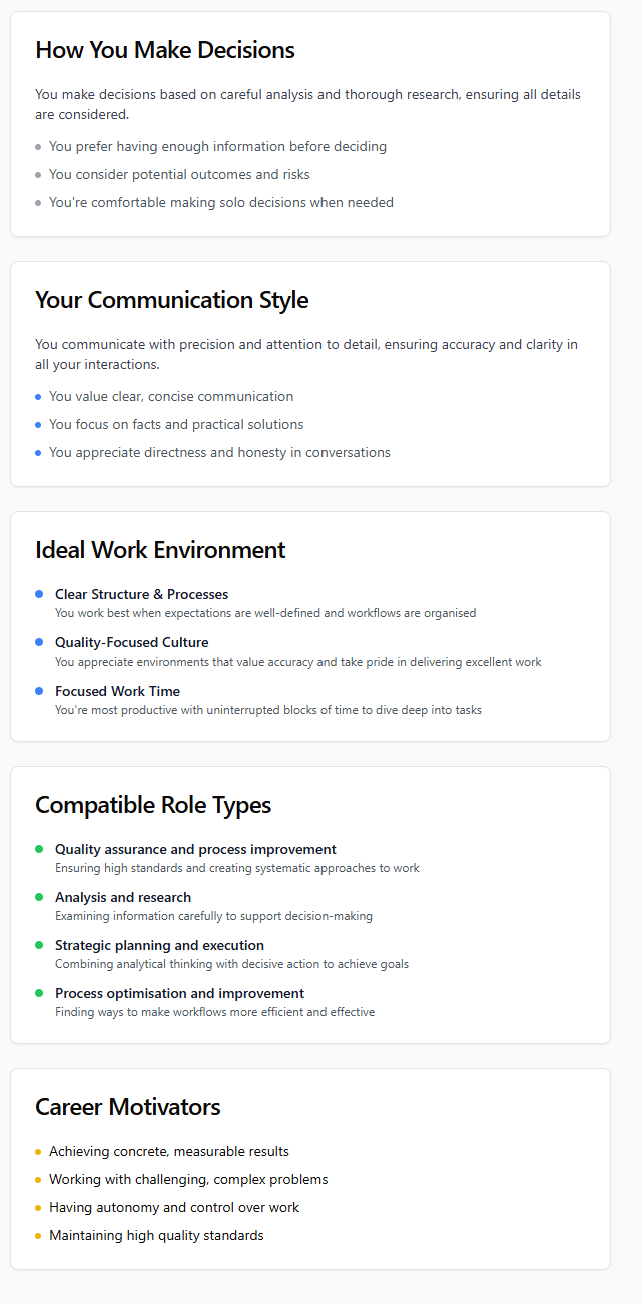 How You Make Decisions
You make decisions based on careful analysis and thorough research, ensuring all details
are considered.
You prefer having enough information before deciding
You consider potential outcomes and risks
You're comfortable making solo decisions when needed
Your Communication Style
You communicate with precision and attention to detail, ensuring accuracy and clarity in
all your interactions.
You value clear, concise communication
You focus on facts and practical solutions
You appreciate directness and honesty in conversations
Ideal Work Environment
Clear Structure & Processes
You work best when expectations are well-defined and workflows are organised
Quality-Focused Culture
You appreciate environments that value accuracy and take pride in delivering excellent work
Focused Work Time
You're most productive with uninterrupted blocks of time to dive deep into tasks
Compatible Role Types
Quality assurance and process improvement
Ensuring high standards and creating systematic approaches to work
Analysis and research
Examining information carefully to support decision-making
Strategic planning and execution
Combining analytical thinking with decisive action to achieve goals
Process optimisation and improvement
Finding ways to make workflows more efficient and effective
Career Motivators
Achieving concrete, measurable results
Working with challenging, complex problems
Having autonomy and control over work
Maintaining high quality standards